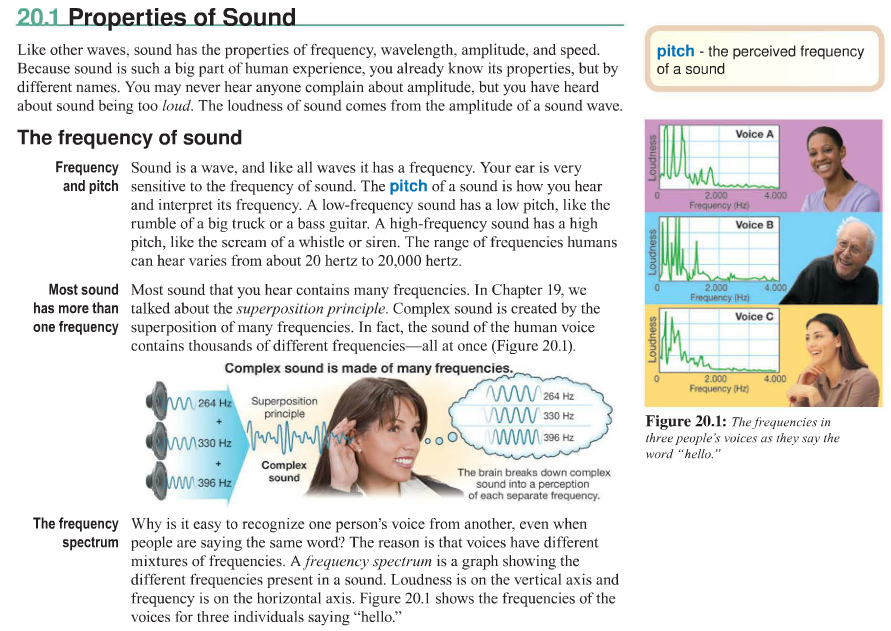 20.1 Properties of Sound
Like other waves, sound has the properties of frequency, wavelength, amplitude, and speed.
Because sound is such a big part of human experience, you already know its properties, but by
different names. You may never hear anyone complain about amplitude, but you have heard
about sound being too loud. The loudness of sound comes from the amplitude of a sound wave.
The frequency of sound
Frequency
and pitch
Sound is a wave, and like all waves it has a frequency. Your ear is very
sensitive to the frequency of sound. The pitch of a sound is how you hear
and interpret its frequency. A low-frequency sound has a low pitch, like the
rumble of a big truck or a bass guitar. A high-frequency sound has a high
pitch, like the scream of a whistle or siren. The range of frequencies humans
can hear varies from about 20 hertz to 20,000 hertz.
Most sound
has more than
one frequency
Most sound that you hear contains many frequencies. In Chapter 19, we
talked about the superposition principle. Complex sound is created by the
superposition of many frequencies. In fact, the sound of the human voice
contains thousands of different frequencies—all at once (Figure 20.1).
Complex sound is made of many frequencies.
264 Hz
+
330 Hz
+
396 Hz
Superposition
principle
Complex
sound
264 Hz
330 Hz
396 Hz
The brain breaks down complex
sound into a perception
of each separate frequency.
The frequency
spectrum
Why is it easy to recognize one person's voice from another, even when
people are saying the same word? The reason is that voices have different
mixtures of frequencies. A frequency spectrum is a graph showing the
different frequencies present in a sound. Loudness is on the vertical axis and
frequency is on the horizontal axis. Figure 20.1 shows the frequencies of the
voices for three individuals saying "hello."
pitch - the perceived frequency
of a sound
Voice A
Loudness
0 2.000 4.000
Frequency (Hz)
Voice B
Loudness
0 2.000 4.000
Frequency (Hz)
Voice C
Loudness
0 2.000 4.000
Frequency (Hz)
Figure 20.1: The frequencies in
three people's voices as they say the
word "hello."